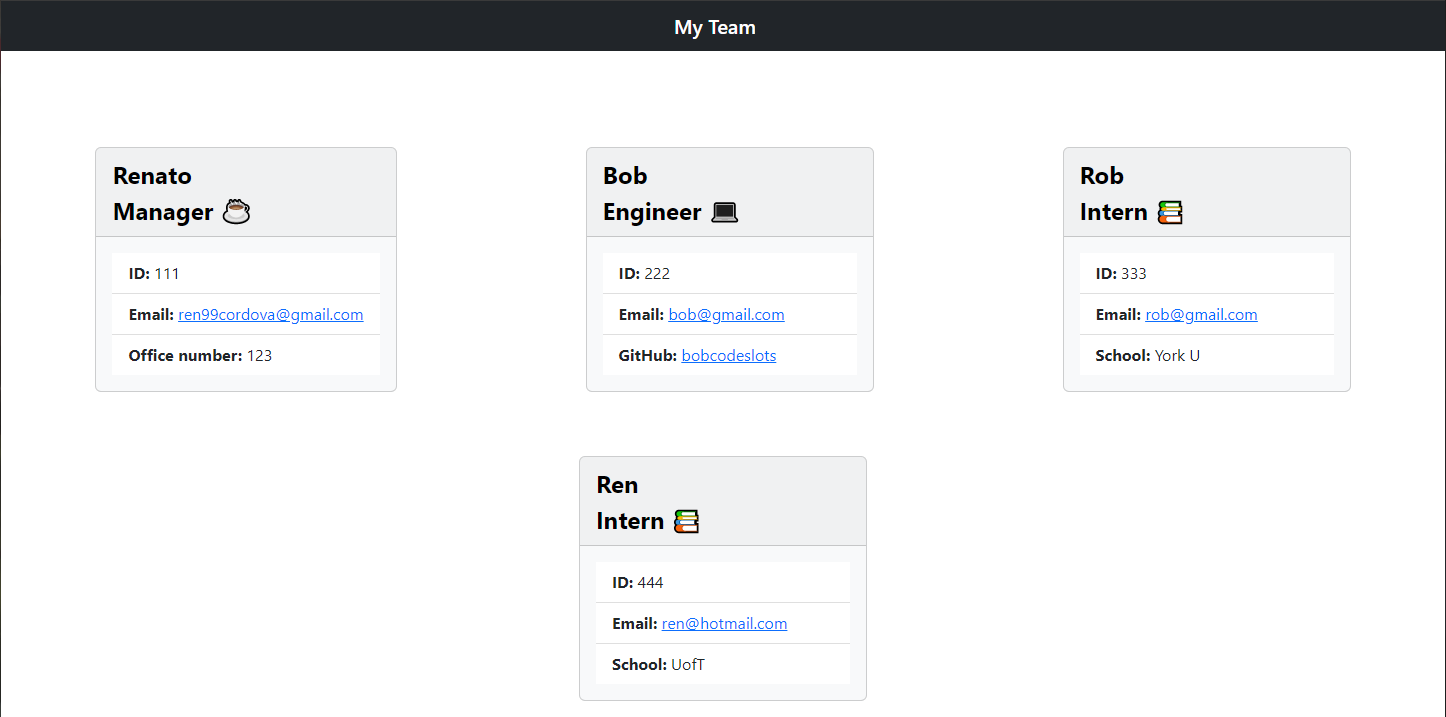 My Team
Renato
Manager ☕
ID: 111
Email: ren99cordova@gmail.com
Office number: 123
Bob
Engineer 💻
ID: 222
Email: bob@gmail.com
GitHub: bobcodeslots
Rob
Intern 📚
ID: 333
Email: rob@gmail.com
School: York U
Ren
Intern 📚
ID: 444
Email: ren@hotmail.com
School: UofT